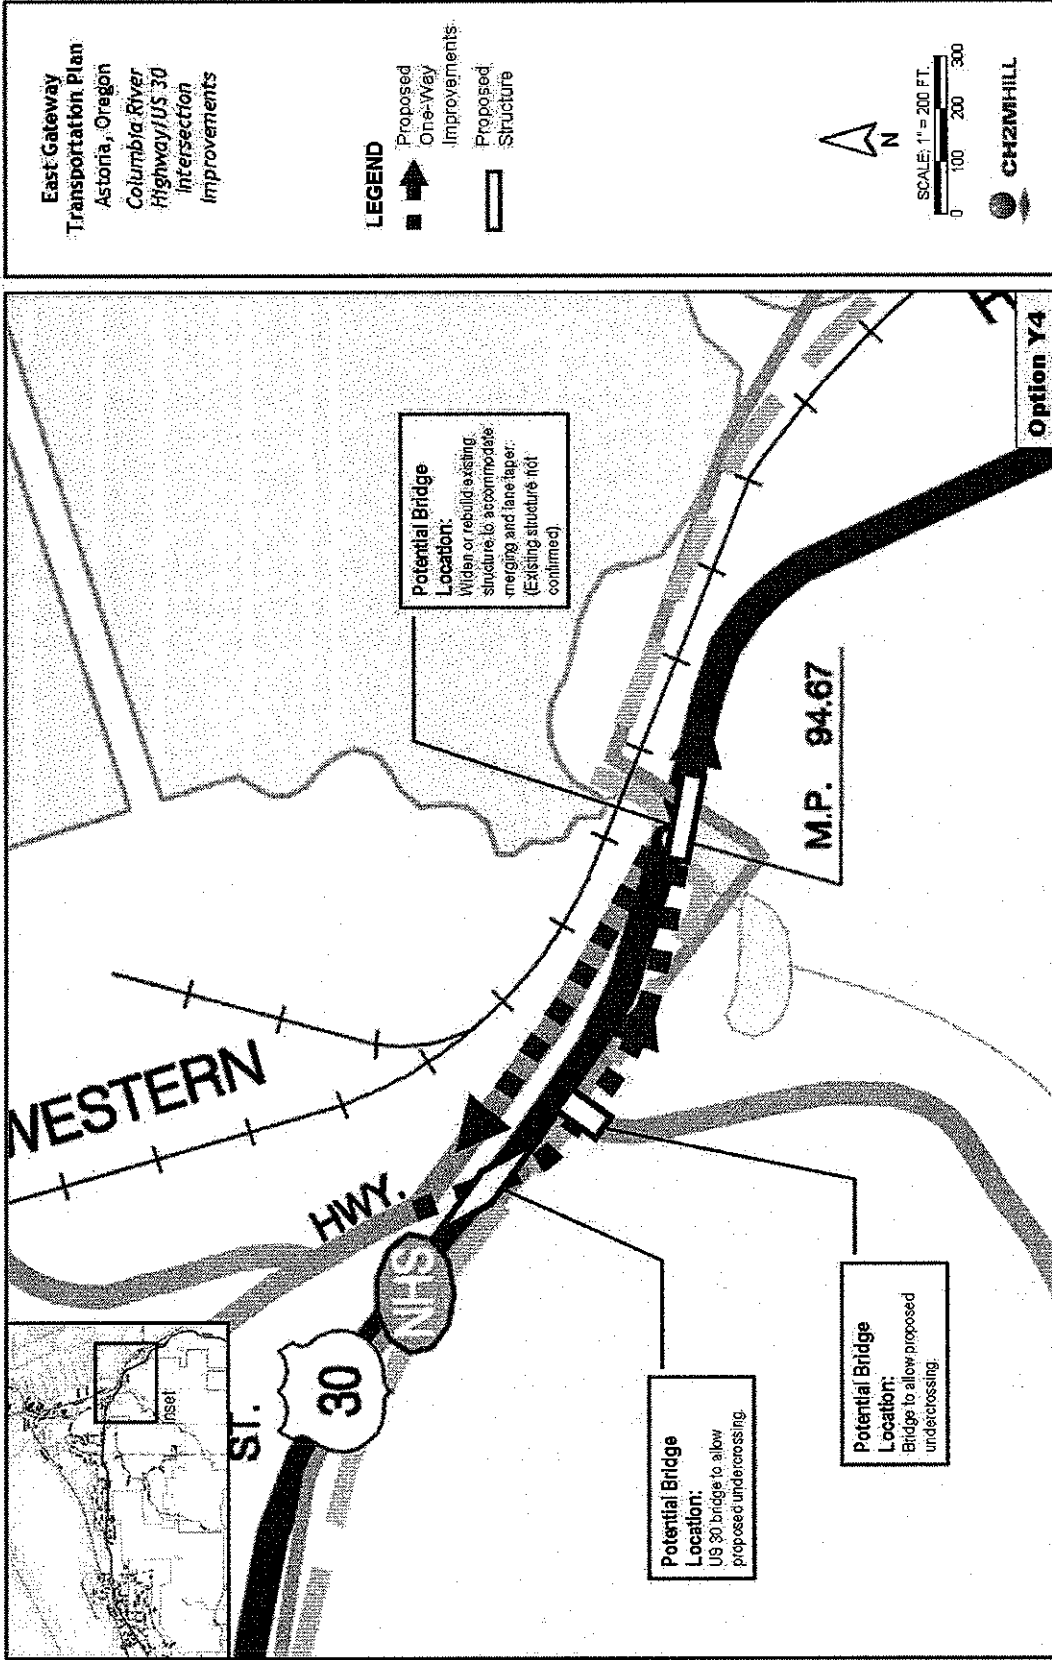 East Gateway
Transportation Plan
Astoria, Oregon
Columbia River
Highway/US 30
Intersection
Improvements
LEGEND
Proposed
One-Way
Improvements
Proposed
Structure
N
SCALE: 1" = 200 FT.
0 100 200 300
CH2MHILL
Inset
ST.
30
NHS
HWY.
WESTERN
Potential Bridge
Location:
Widen or rebuild existing
structure to accommodate
merging and lane taper.
(Existing structure not
confirmed)
M.P. 94.67
Potential Bridge
Location:
US 30 bridge to allow
proposed undercrossing.
Potential Bridge
Location:
Bridge to allow proposed
undercrossing.
Option Y4